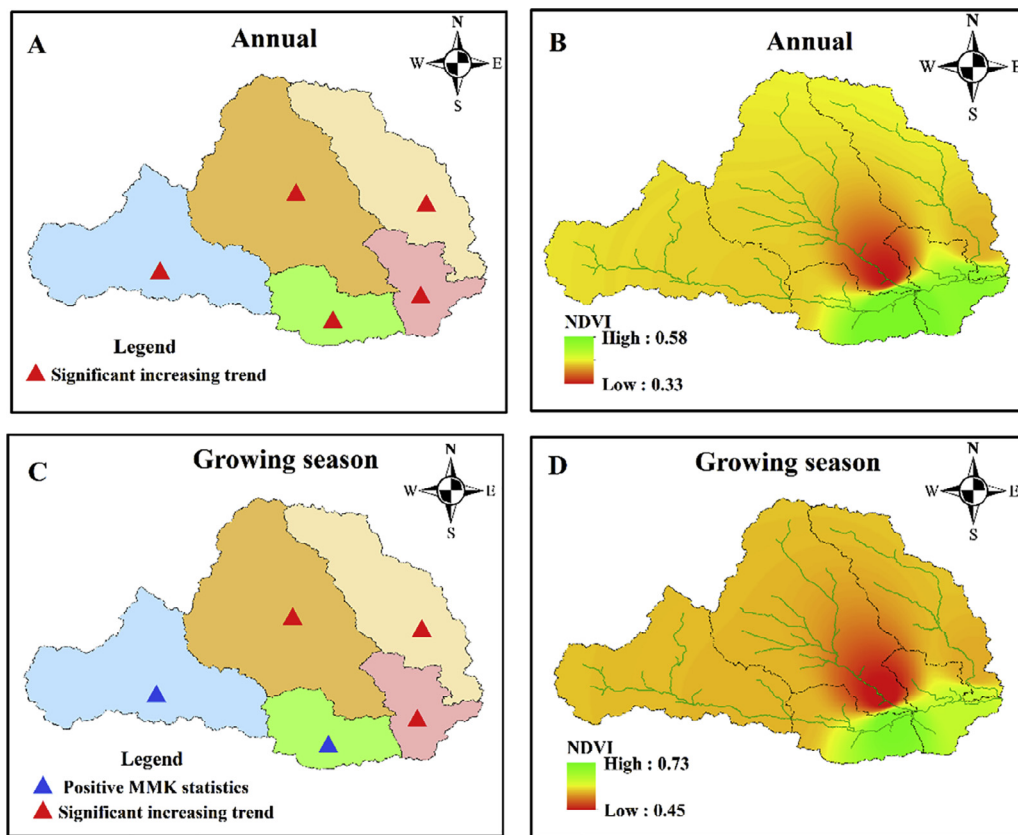 A
Annual
N
W
E
S
Legend
Significant increasing trend
B
Annual
N
W
E
S
NDVI
High : 0.58
Low : 0.33
C
Growing season
N
W
E
S
Legend
Positive MMK statistics
Significant increasing trend
D
Growing season
N
W
E
S
NDVI
High : 0.73
Low : 0.45